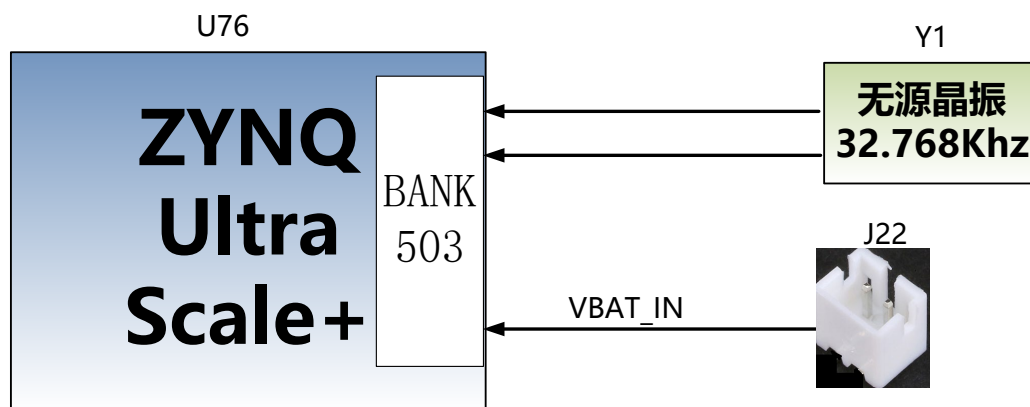 U76
Y1
ZYNQ
Ultra
Scale+
BANK
503
无源晶振
32.768Khz
J22
VBAT_IN